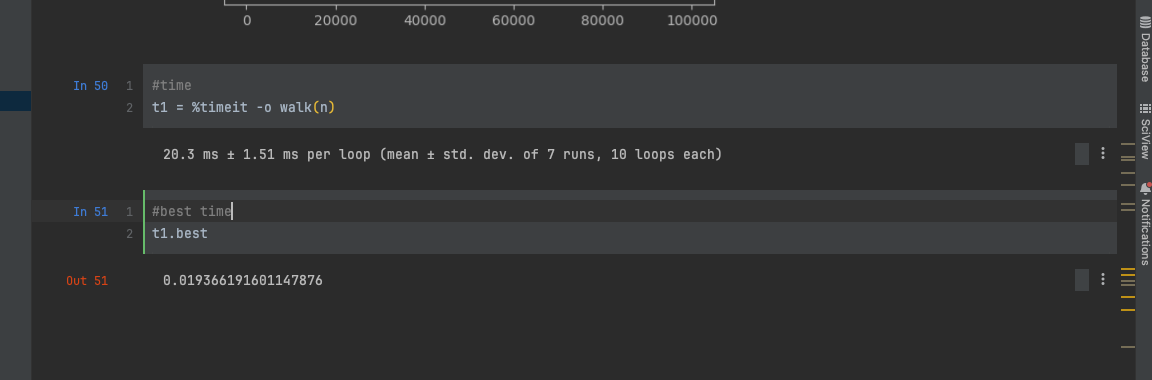 0 20000 40000 60000 80000 100000
In 50
1 #time
2 t1 = %timeit -o walk(n)
20.3 ms ± 1.51 ms per loop (mean ± std. dev. of 7 runs, 10 loops each)
In 51
1 #best time
2 t1.best
Out 51
0.019366191601147876
Database
SciView
Notifications